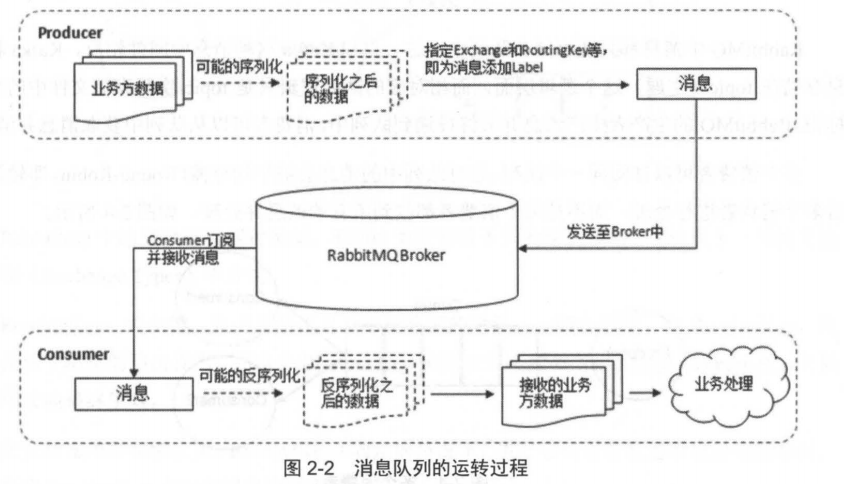 Producer
业务方数据
可能的序列化
序列化之后
的数据
指定Exchange和RoutingKey等,
即为消息添加Label
消息
发送至Broker中
RabbitMQ Broker
Consumer订阅
并接收消息
Consumer
消息
可能的反序列化
反序列化之
后的数据
接收的业务
方数据
业务处理
图 2-2 消息队列的运转过程